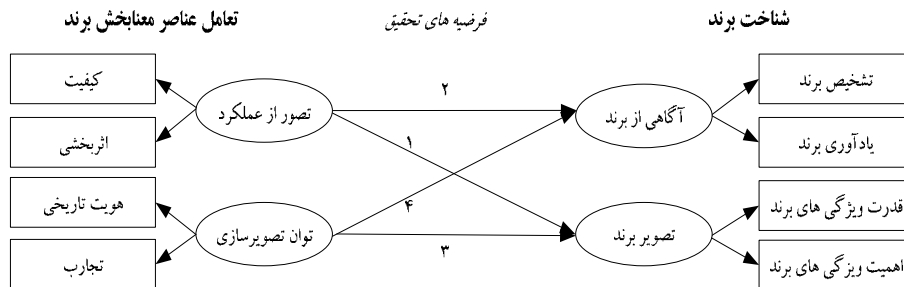 شناخت برند
فرضیه های تحقیق
تعامل عناصر معنابخش برند
تشخیص برند
یادآوری برند
قدرت ویژگی های برند
اهمیت ویژگی های برند
آگاهی از برند
تصویر برند
۲
۱
۴
۳
تصور از عملکرد
توان تصویرسازی
کیفیت
اثربخشی
هویت تاریخی
تجارب